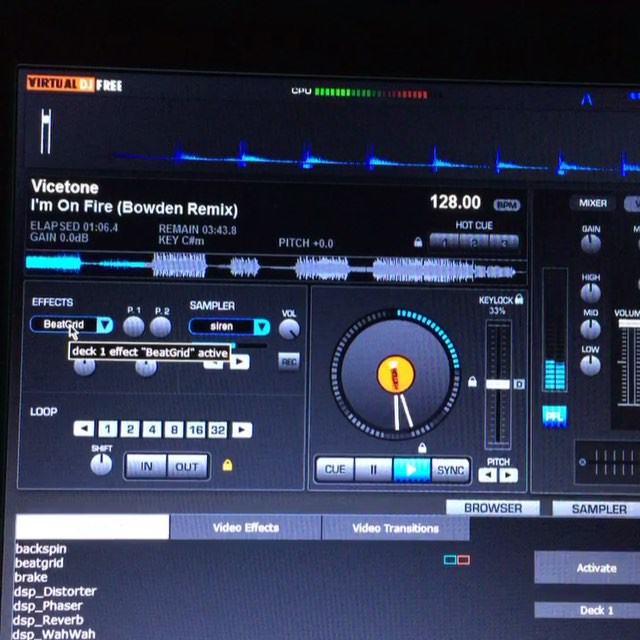 VIRTUAL DJ FREE
CPU
A
Vicetone
I'm On Fire (Bowden Remix)
128.00 BPM
ELAPSED 01:06.4
REMAIN 03:43.8
GAIN 0.0dB
KEY C#m
PITCH +0.0
HOT CUE
1 2 3
MIXER
GAIN
HIGH
MID
LOW
VOLUM
PFL
EFFECTS
BeatGrid
P. 1 P. 2
SAMPLER
siren
VOL
REC
deck 1 effect "BeatGrid" active
KEYLOCK
33%
LOOP
1 2 4 8 16 32
SHIFT
IN OUT
CUE II SYNC
PITCH
BROWSER
SAMPLER
Video Effects
Video Transitions
backspin
beatgrid
brake
dsp_Distorter
dsp_Phaser
dsp_Reverb
dsp_WahWah
Activate
Deck 1